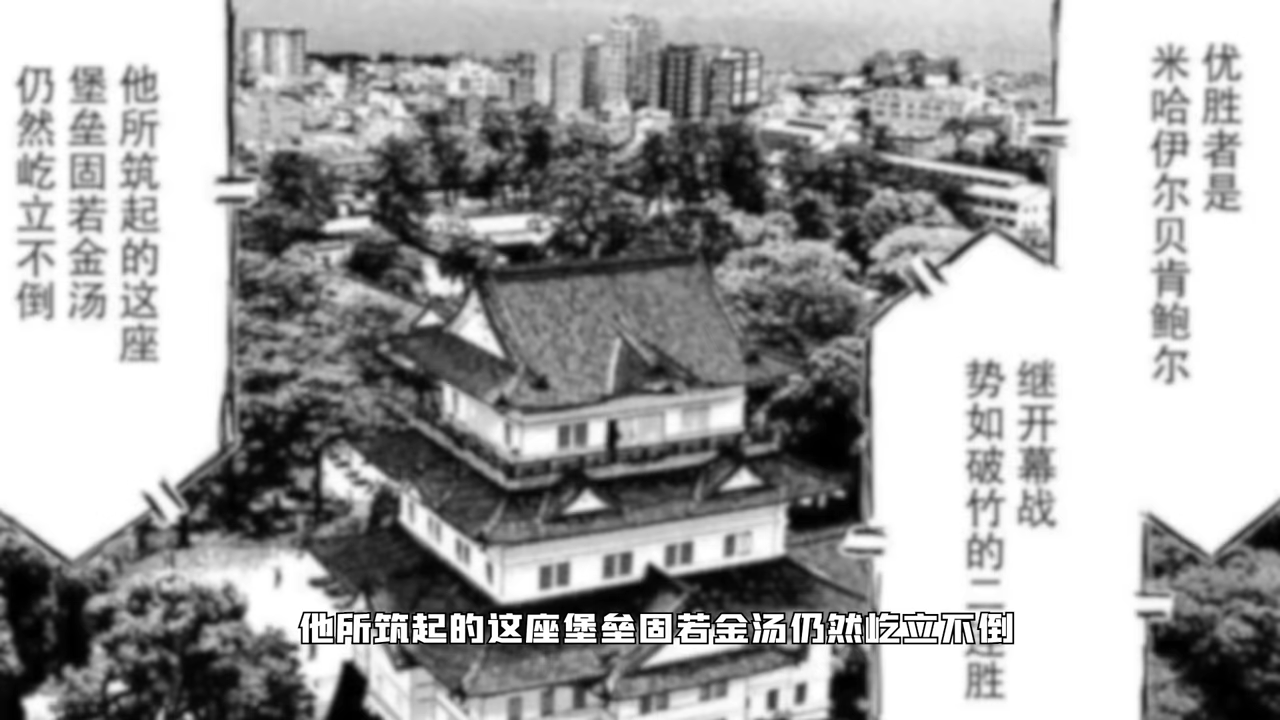 优胜者是
米哈伊尔贝肯鲍尔
继开幕战
势如破竹的二连胜
他所筑起的这座
堡垒固若金汤
仍然屹立不倒
他所筑起的这座堡垒固若金汤仍然屹立不倒